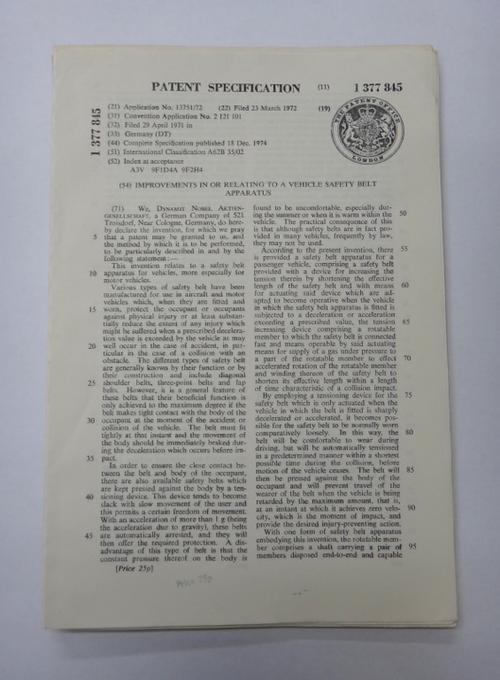 PATENT SPECIFICATION (11) 1 377 845
1 377 845
(21) Application No. 13751/72 (22) Filed 23 March 1972 (19)
(31) Convention Application No. 2 121 101
(32) Filed 29 April 1971 in
(33) Germany (DT)
(44) Complete Specification published 18 Dec. 1974
(51) International Classification A62B 35/02
(52) Index at acceptance
A3V 9F1D4A 9F2H4
THE PATENT OFFICE
LONDON
(54) IMPROVEMENTS IN OR RELATING TO A VEHICLE SAFETY BELT
APPARATUS
(71) We, DYNAMIT NOBEL AKTIEN-
GESELLSCHAFT, a German Company of 521
Troisdorf, Near Cologne, Germany, do here-
by declare the invention, for which we pray
5 that a patent may be granted to us, and
the method by which it is to be performed,
to be particularly described in and by the
following statement:—
This invention relates to a safety belt
10 apparatus for vehicles, more especially for
motor vehicles.
Various types of safety belt have been
manufactured for use in aircraft and motor
vehicles which, when they are fitted and
15 worn, protect the occupant or occupants
against physical injury or at least substan-
tially reduce the extent of any injury which
might be suffered when a prescribed decelera-
tion value is exceeded by the vehicle as may
20 well occur in the case of accident, in par-
ticular in the case of a collision with an
obstacle. The different types of safety belt
are generally known by their function or by
their construction and include diagonal
25 shoulder belts, three-point belts and lap
belts. However, it is a general feature of
these belts that their beneficial function is
only achieved to the maximum degree if the
belt makes tight contact with the body of the
30 occupant at the moment of the accident or
collision of the vehicle. The belt must fit
tightly at that instant and the movement of
the body should be immediately braked dur-
ing the deceleration which occurs before im-
35 pact.
In order to ensure the close contact be-
tween the belt and body of the occupant,
there are also available safety belts which
are kept pressed against the body by a ten-
40 sioning device. This device tends to become
slack with slow movement of the user and
this permits a certain freedom of movement.
With an acceleration of more than 1 g (being
the acceleration due to gravity), these belts
45 are automatically arrested, and they will
then offer the required protection. A dis-
advantage of this type of belt is that the
constant pressure thereof on the body is
[Price 25p]
found to be uncomfortable, especially dur-
ing the summer or when it is warm within the 50
vehicle. The practical consequence of this
is that although safety belts are in fact pro-
vided in many vehicles, frequently by law,
they may not be used.
According to the present invention, there 55
is provided a safety belt apparatus for a
passenger vehicle, comprising a safety belt
provided with a device for increasing the
tension therein by shortening the effective
length of the safety belt and with means 60
for actuating said device which are ad-
apted to become operative when the vehicle
in which the safety belt apparatus is fitted is
subjected to a deceleration or acceleration
exceeding a prescribed value, the tension 65
increasing device comprising a rotatable
member to which the safety belt is connected
fast and means operable by said actuating
means for supply of gas under pressure to
a part of the rotatable member to effect 70
accelerated rotation of the rotatable member
and winding thereon of the safety belt to
shorten its effective length within a length
of time characteristic of a collision impact.
By employing a tensioning device for the 75
safety belt which is only actuated when the
vehicle in which the belt is fitted is sharply
decelerated or accelerated, it becomes pos-
sible for the safety belt to be normally worn
comparatively loosely. In this way, the 80
belt will be comfortable to wear during
driving, but will be automatically tensioned
in a predetermined manner within a shortest
possible time during the collision, before
motion of the vehicle ceases. The belt will 85
then be pressed against the body of the
occupant and will prevent travel of the
wearer of the belt when the vehicle is being
retarded by the maximum amount, that is,
at an instant at which it achieves zero velo- 90
city, which is the moment of impact, and
provide the desired injury-preventing action.
With one form of safety belt apparatus
embodying this invention, the rotatable mem-
ber comprises a shaft carrying a pair of 95
members disposed end-to-end and capable
Price 25p